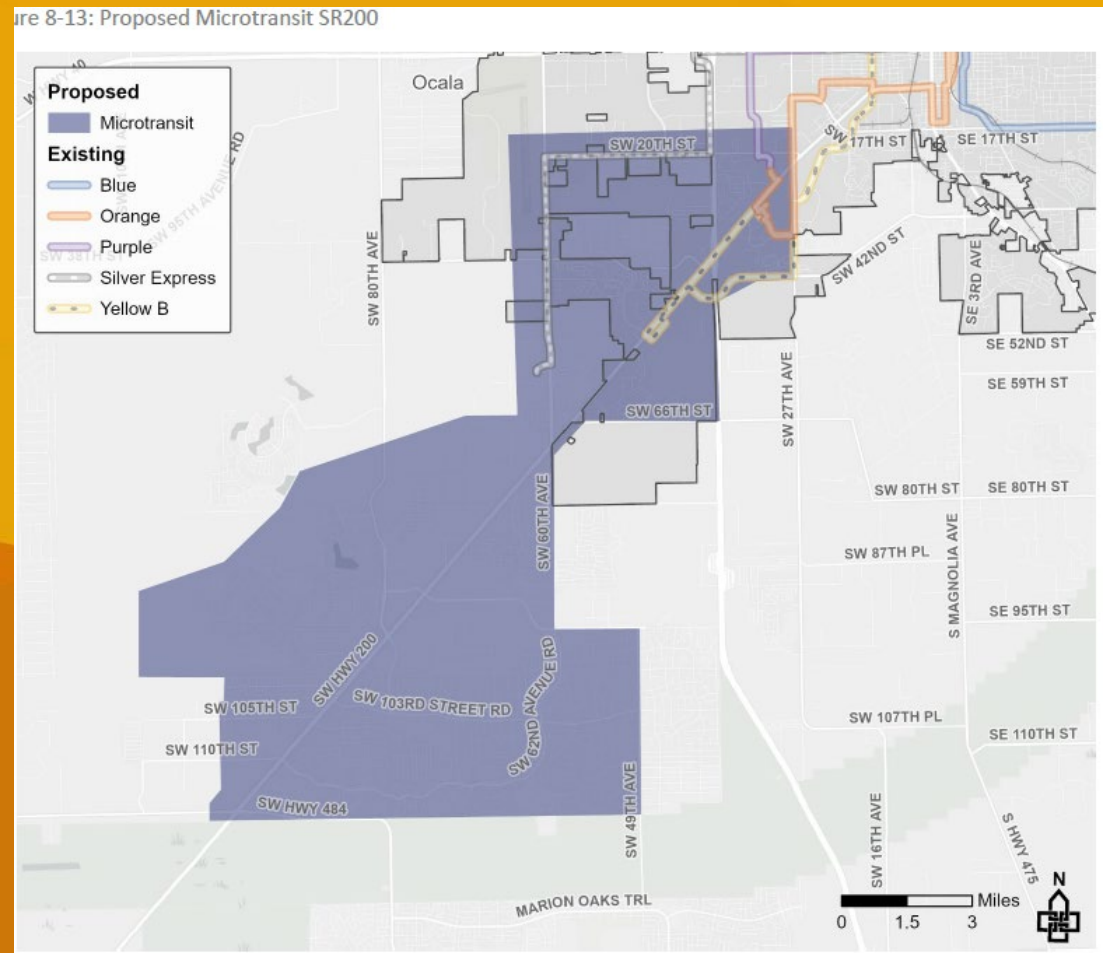 ure 8-13: Proposed Microtransit SR200
Proposed
Microtransit
Existing
Blue
Orange
Purple
Silver Express
Yellow B
Ocala
SW 95TH AVENUE RD
SW 38TH ST
SW 80TH AVE
SW 20TH ST
SW 17TH ST
SE 17TH ST
SW 42ND ST
SE 3RD AVE
SE 52ND ST
SE 59TH ST
SW 27TH AVE
SW 66TH ST
SW 80TH ST
SE 80TH ST
SW 60TH AVE
SW 87TH PL
S MAGNOLIA AVE
SE 95TH ST
SW HWY 200
SW 62ND AVENUE RD
SW 103RD STREET RD
SW 105TH ST
SW 107TH PL
SW 110TH ST
SE 110TH ST
SW HWY 484
SW 49TH AVE
SW 16TH AVE
S HWY 475
MARION OAKS TRL
Miles
0 1.5 3
N